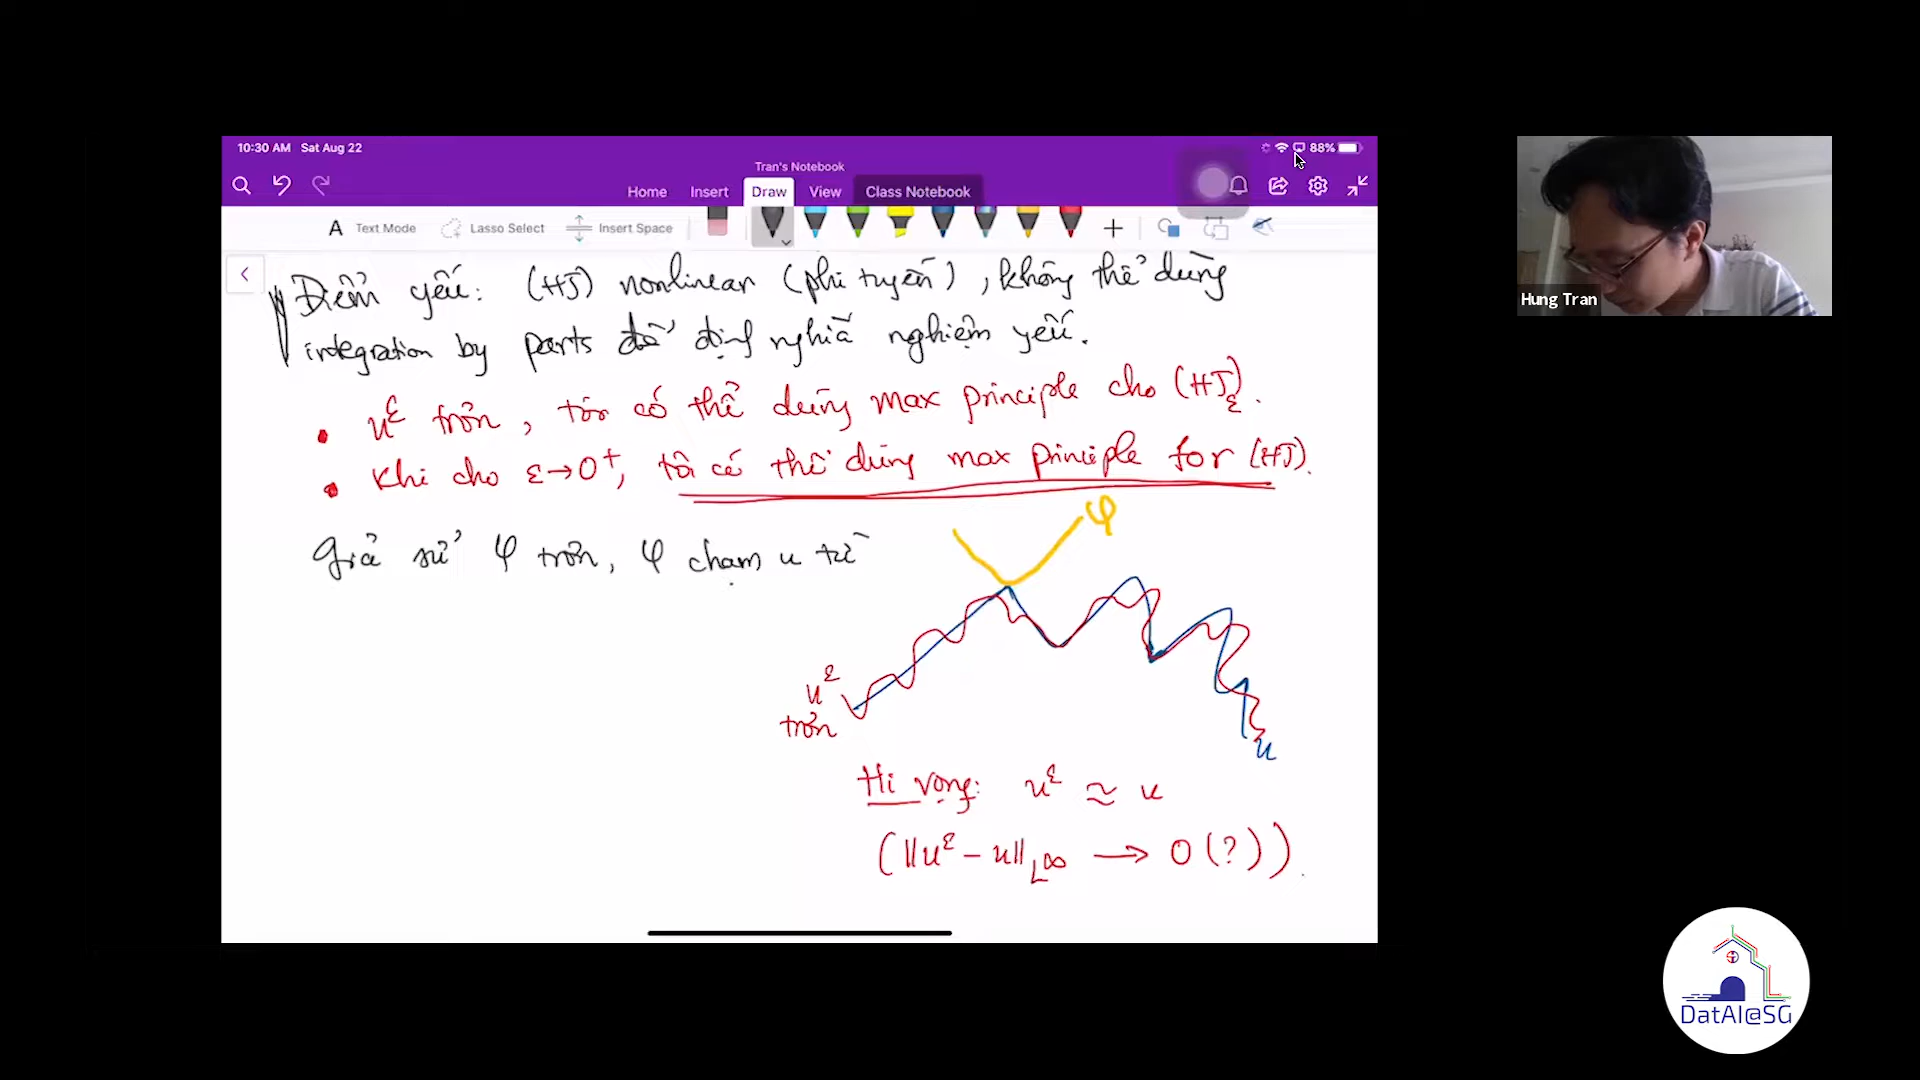 10:30 AM Sat Aug 22
88%
Tran's Notebook
Home Insert Draw View Class Notebook
A Text Mode Lasso Select Insert Space
Điểm yếu: (HJ) nonlinear (phi tuyến), không thể dùng
integration by parts để định nghĩa nghiệm yếu.
• u^ε trơn, tôi có thể dùng max principle cho (HJ)_ε.
• Khi cho ε→0⁺, tôi có thể dùng max principle for (HJ).
Giả sử φ trơn, φ chạm u từ
φ
u^ε
trơn
u
Hi vọng: u^ε ≈ u
(||u^ε - u||_L∞ → 0 (?)).
Hung Tran
DatAI@SG